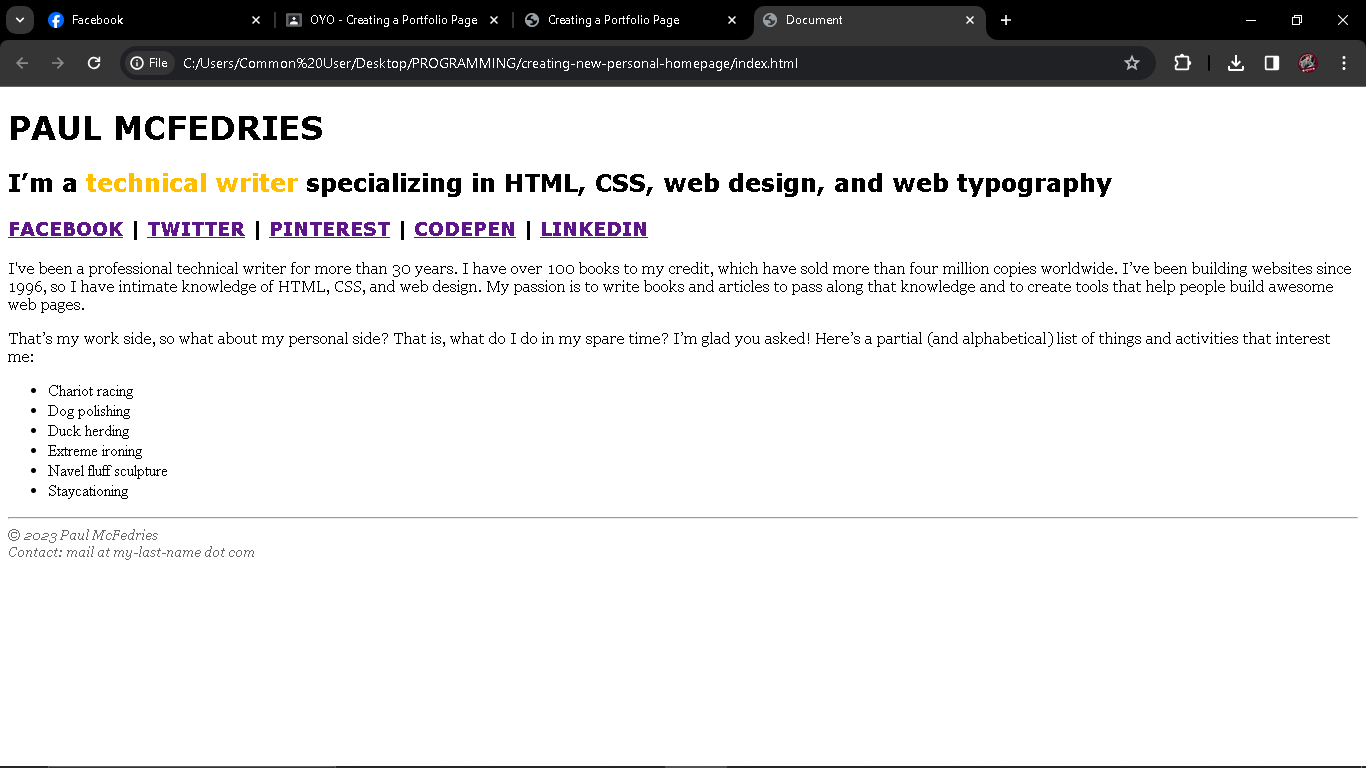 Facebook
OYO - Creating a Portfolio Page
Creating a Portfolio Page
Document
File
C:/Users/Common%20User/Desktop/PROGRAMMING/creating-new-personal-homepage/index.html
PAUL MCFEDRIES
I’m a technical writer specializing in HTML, CSS, web design, and web typography
FACEBOOK | TWITTER | PINTEREST | CODEPEN | LINKEDIN
I've been a professional technical writer for more than 30 years. I have over 100 books to my credit, which have sold more than four million copies worldwide. I’ve been building websites since
1996, so I have intimate knowledge of HTML, CSS, and web design. My passion is to write books and articles to pass along that knowledge and to create tools that help people build awesome
web pages.
That’s my work side, so what about my personal side? That is, what do I do in my spare time? I’m glad you asked! Here’s a partial (and alphabetical) list of things and activities that interest
me:
• Chariot racing
• Dog polishing
• Duck herding
• Extreme ironing
• Navel fluff sculpture
• Staycationing
© 2023 Paul McFedries
Contact: mail at my-last-name dot com